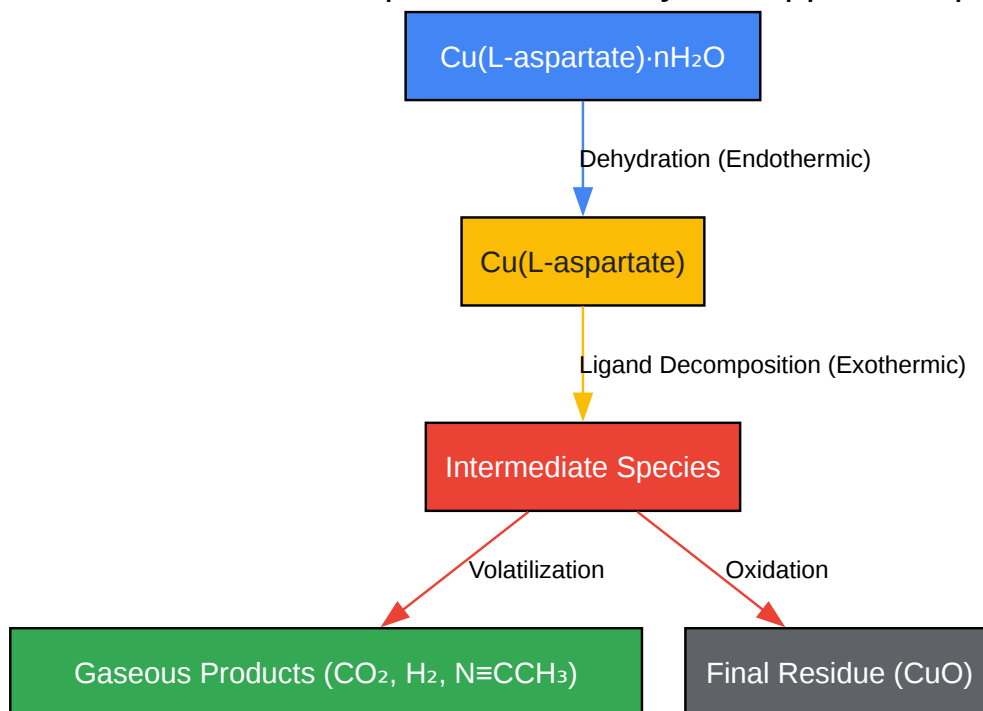 Cu(L-aspartate)·nH₂O
Dehydration (Endothermic)
Cu(L-aspartate)
Ligand Decomposition (Exothermic)
Intermediate Species
Volatilization Oxidation
Gaseous Products (CO₂, H₂, N≡CCH₃) Final Residue (CuO)